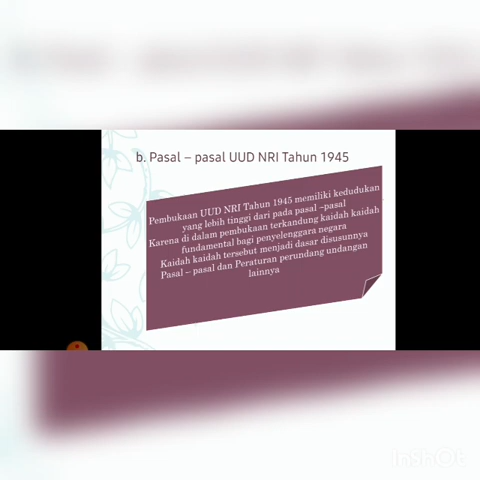 b. Pasal – pasal UUD NRI Tahun 1945
Pembukaan UUD NRI Tahun 1945 memiliki kedudukan
yang lebih tinggi dari pada pasal –pasal
Karena di dalam pembukaan terkandung kaidah kaidah
fundamental bagi penyelenggara negara
Kaidah kaidah tersebut menjadi dasar disusunnya
Pasal – pasal dan Peraturan perundang undangan
lainnya
InShOt